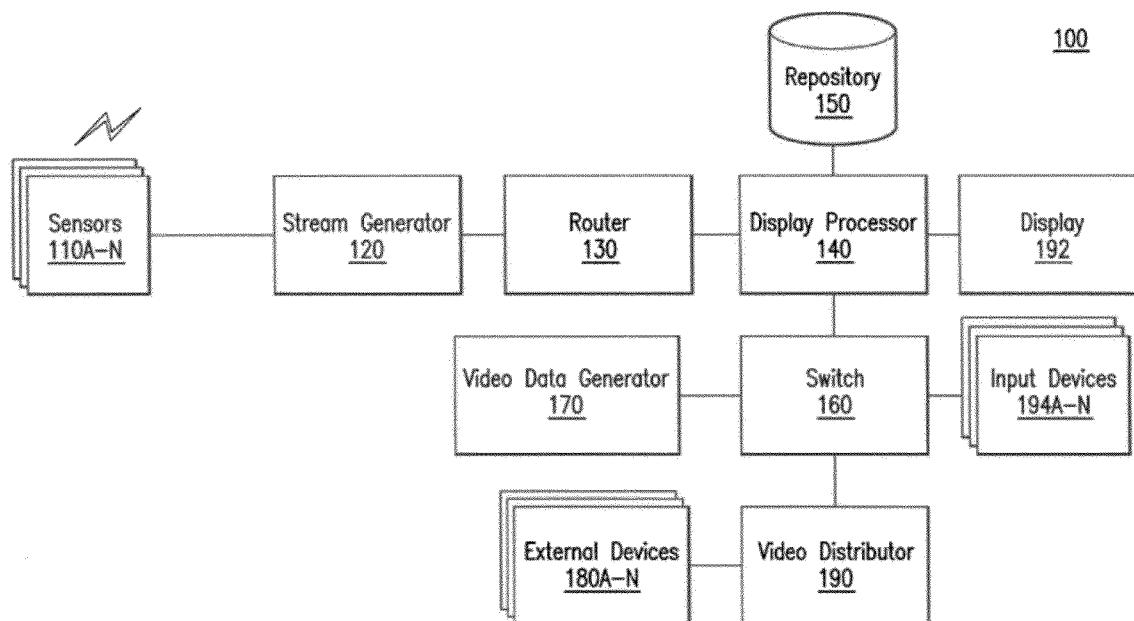 100
Repository
150
Sensors
110A-N
Stream Generator
120
Router
130
Display Processor
140
Display
192
Video Data Generator
170
Switch
160
Input Devices
194A-N
External Devices
180A-N
Video Distributor
190